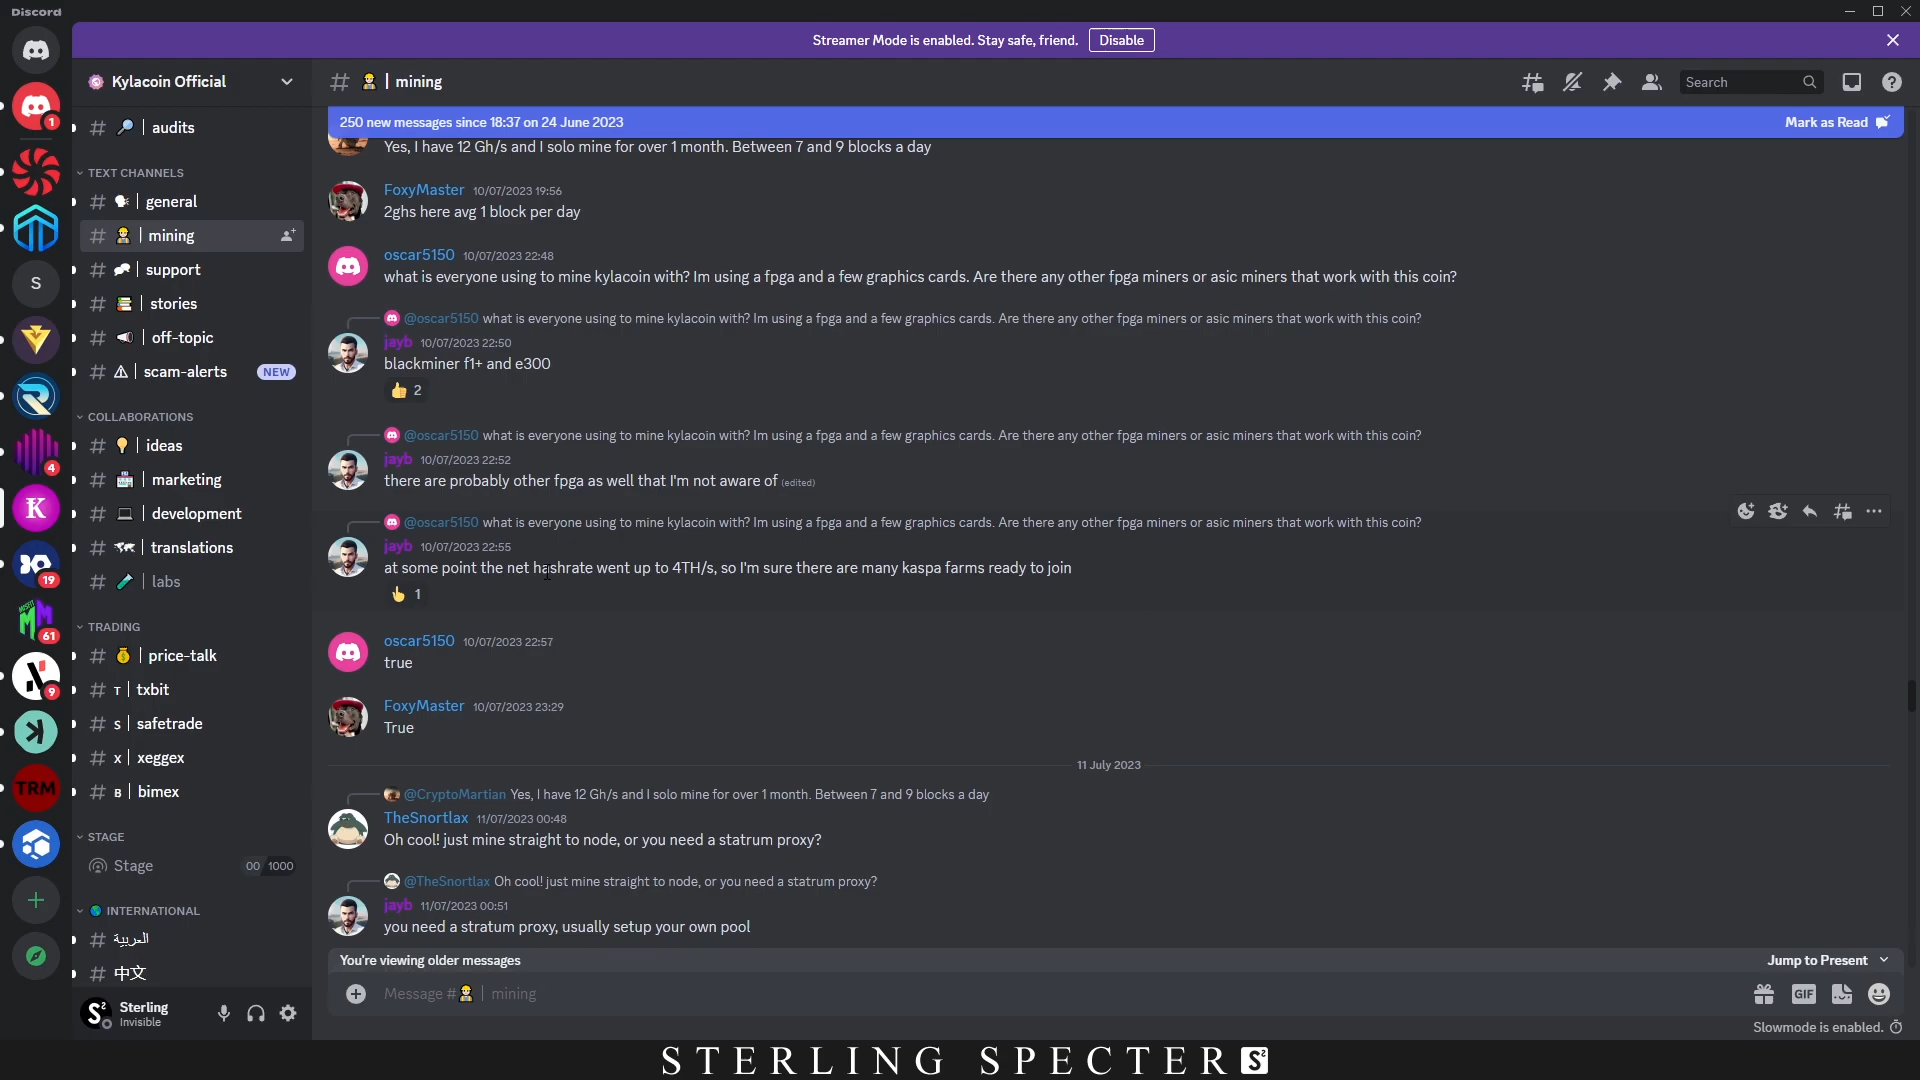 Discord
Streamer Mode is enabled. Stay safe, friend. Disable
Kylacoin Official
audits
TEXT CHANNELS
general
mining
support
stories
off-topic
scam-alerts NEW
COLLABORATIONS
ideas
marketing
development
translations
labs
TRADING
price-talk
T | txbit
S | safetrade
X | xeggex
B | bimex
STAGE
Stage 00 1000
INTERNATIONAL
العربية
中文
Sterling
Invisible
1
S
4
K
19
61
9
TRM
# | mining
Search
250 new messages since 18:37 on 24 June 2023 Mark as Read
Yes, I have 12 Gh/s and I solo mine for over 1 month. Between 7 and 9 blocks a day
FoxyMaster 10/07/2023 19:56
2ghs here avg 1 block per day
oscar5150 10/07/2023 22:48
what is everyone using to mine kylacoin with? Im using a fpga and a few graphics cards. Are there any other fpga miners or asic miners that work with this coin?
@oscar5150 what is everyone using to mine kylacoin with? Im using a fpga and a few graphics cards. Are there any other fpga miners or asic miners that work with this coin?
jayb 10/07/2023 22:50
blackminer f1+ and e300
2
@oscar5150 what is everyone using to mine kylacoin with? Im using a fpga and a few graphics cards. Are there any other fpga miners or asic miners that work with this coin?
jayb 10/07/2023 22:52
there are probably other fpga as well that I'm not aware of (edited)
@oscar5150 what is everyone using to mine kylacoin with? Im using a fpga and a few graphics cards. Are there any other fpga miners or asic miners that work with this coin?
jayb 10/07/2023 22:55
at some point the net hashrate went up to 4TH/s, so I'm sure there are many kaspa farms ready to join
1
oscar5150 10/07/2023 22:57
true
FoxyMaster 10/07/2023 23:29
True
11 July 2023
@CryptoMartian Yes, I have 12 Gh/s and I solo mine for over 1 month. Between 7 and 9 blocks a day
TheSnortlax 11/07/2023 00:48
Oh cool! just mine straight to node, or you need a statrum proxy?
@TheSnortlax Oh cool! just mine straight to node, or you need a statrum proxy?
jayb 11/07/2023 00:51
you need a stratum proxy, usually setup your own pool
You're viewing older messages Jump to Present
Message # | mining
GIF
Slowmode is enabled.
STERLING SPECTER S²